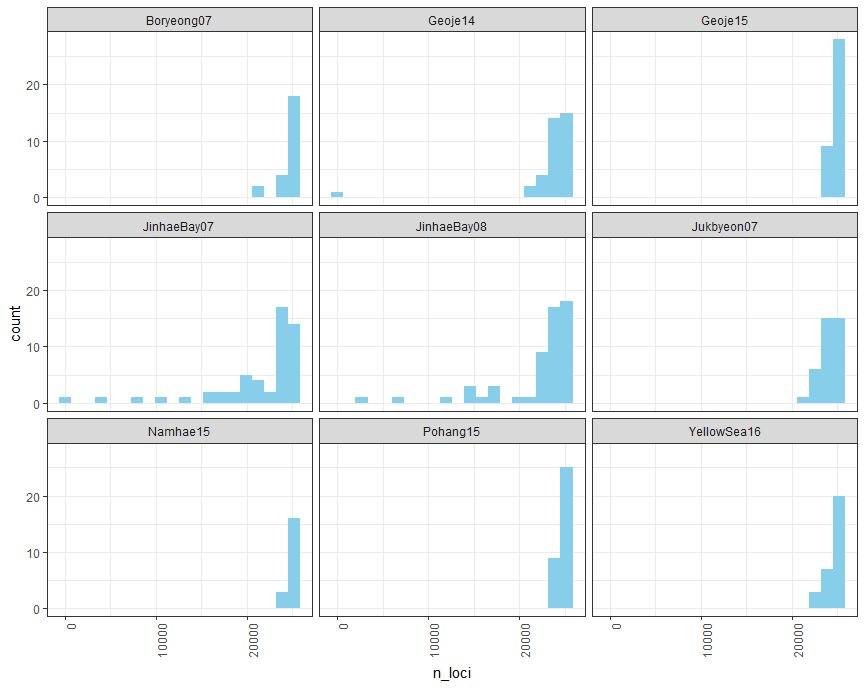 Boryeong07 Geoje14 Geoje15
20
10
0
JinhaeBay07 JinhaeBay08 Jukbyeon07
20
10
0
count
Namhae15 Pohang15 YellowSea16
20
10
0
0 10000 20000 0 10000 20000 0 10000 20000
n_loci